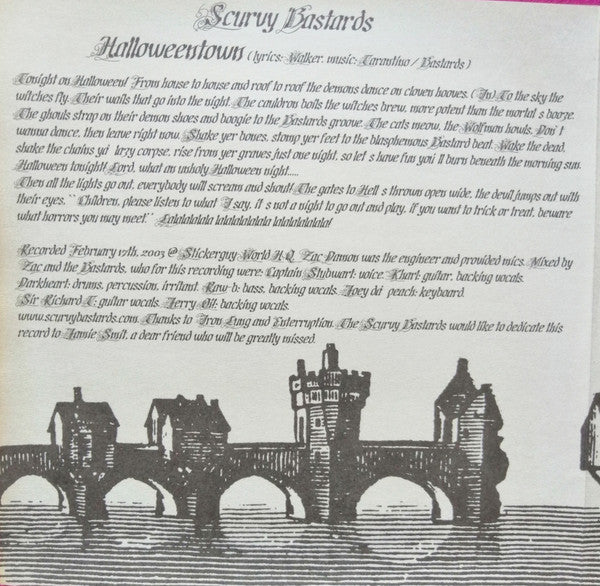 Scurvy Bastards
Halloweentown (lyrics: Walker. music: Tarantino / Bastards)
Tonight on Halloween! From house to house and roof to roof the demons dance on cloven hooves. (In) To the sky the
witches fly. Their wails that go into the night. The cauldron boils the witches brew, more potent than the mortal's booze.
The ghouls strap on their demon shoes and boogie to the Bastards groove. The cats meow, the Wolfman howls. Don't
wanna dance, then leave right now. Shake yer bones, stomp yer feet to the blasphemous Bastard beat. Wake the dead,
shake the chains ya' lazy corpse, rise from yer graves just one night, so let's have fun you'll burn beneath the morning sun.
Halloween tonight! Lord, what an unholy Halloween night....
Then all the lights go out, everybody will scream and shout! The gates to Hell's thrown open wide, the devil jumps out with
their eyes. "Children, please listen to what I say, it's not a night to go out and play, if you want to trick or treat, beware
what horrors you may meet." Lalalalalala lalalalalalala lalalalalalala!
Recorded February 17th, 2003 @ Stickerguy World H.Q. Zac Damon was the engineer and provided mics. Mixed by
Zac and the Bastards, who for this recording were: Captain Stubwart: voice. Khart: guitar, backing vocals.
Darkheart: drums, percussion, irritant. Raw-b: bass, backing vocals. Joey da' peach: keyboard.
Sir Richard C: guitar vocals. Jerry Oi!: backing vocals.
www.scurvybastards.com. Thanks to Iron Lung and Enterruption. The Scurvy Bastards would like to dedicate this
record to Jamie Smit, a dear friend who will be greatly missed.